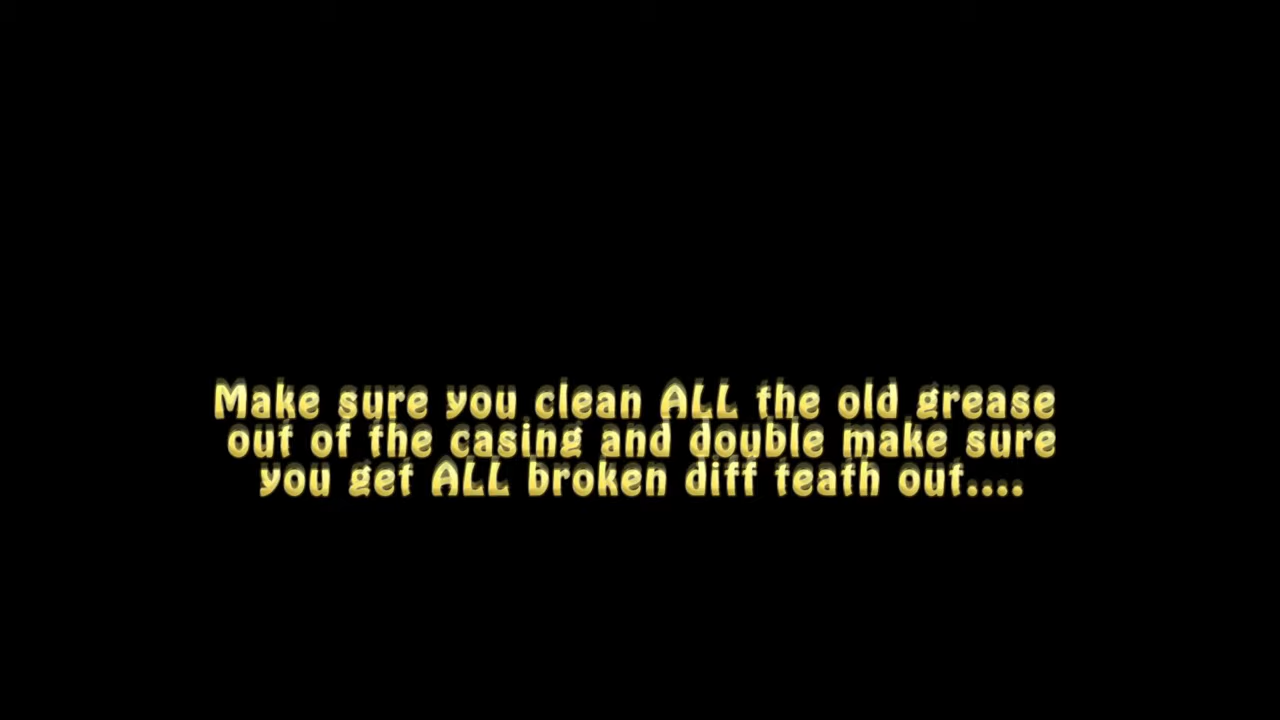 Make sure you clean ALL the old grease
out of the casing and double make sure
you get ALL broken diff teath out....